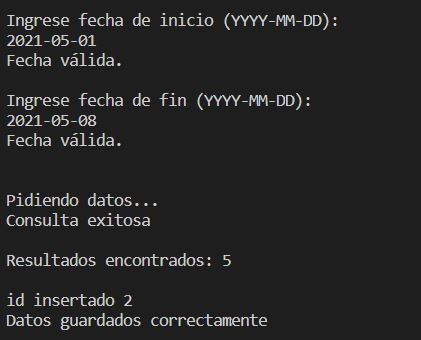 Ingrese fecha de inicio (YYYY-MM-DD):
2021-05-01
Fecha válida.
Ingrese fecha de fin (YYYY-MM-DD):
2021-05-08
Fecha válida.
Pidiendo datos...
Consulta exitosa
Resultados encontrados: 5
id insertado 2
Datos guardados correctamente